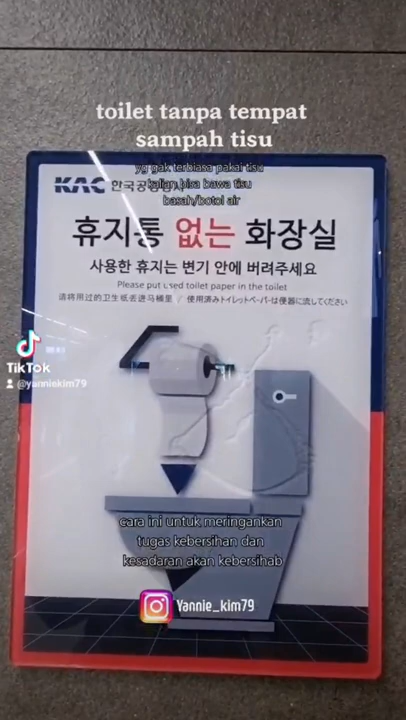 toilet tanpa tempat
sampah tisu
yg gak terbiasa pakai tisu
kalian bisa bawa tisu
basah/botol air
KAC 한국공항공사
휴지통 없는 화장실
사용한 휴지는 변기 안에 버려주세요
Please put used toilet paper in the toilet
请将用过的卫生纸丢进马桶里 / 使用済みトイレットペーパーは便器に流してください
TikTok
@yanniekim79
cara ini untuk meringankan
tugas kebersihan dan
kesadaran akan kebersihab
Yannie_kim79